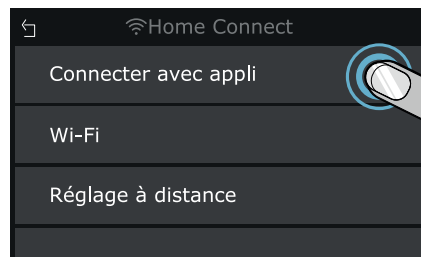 Home Connect
Connecter avec appli
Wi-Fi
Réglage à distance